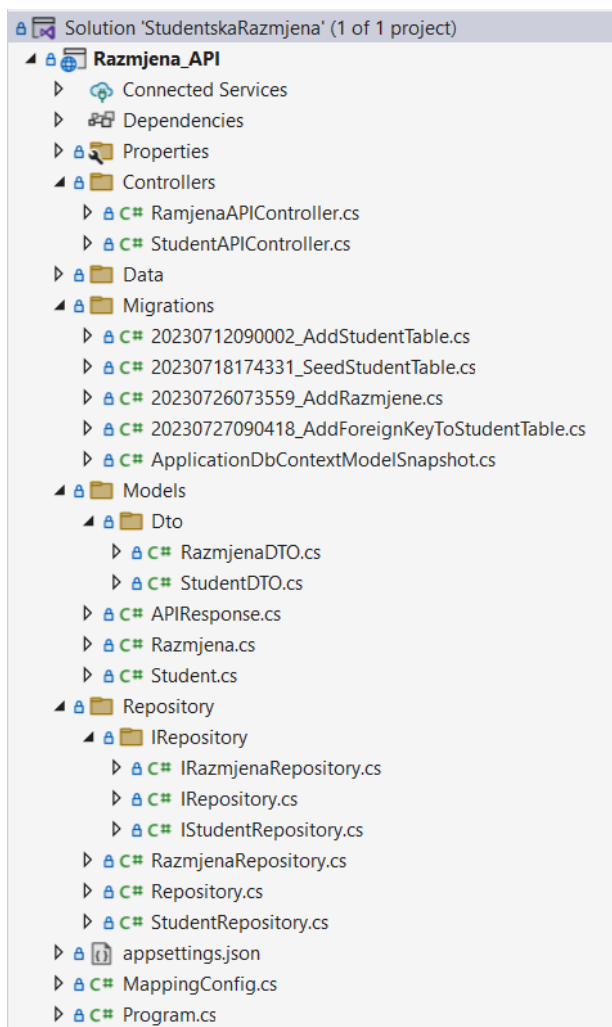 Solution 'StudentskaRazmjena' (1 of 1 project)
Razmjena_API
Connected Services
Dependencies
Properties
Controllers
C# RamjenaAPIController.cs
C# StudentAPIController.cs
Data
Migrations
C# 20230712090002_AddStudentTable.cs
C# 20230718174331_SeedStudentTable.cs
C# 20230726073559_AddRazmjene.cs
C# 20230727090418_AddForeignKeyToStudentTable.cs
C# ApplicationDbContextModelSnapshot.cs
Models
Dto
C# RazmjenaDTO.cs
C# StudentDTO.cs
C# APIResponse.cs
C# Razmjena.cs
C# Student.cs
Repository
IRepository
C# IRazmjenaRepository.cs
C# IRepository.cs
C# IStudentRepository.cs
C# RazmjenaRepository.cs
C# Repository.cs
C# StudentRepository.cs
appsettings.json
C# MappingConfig.cs
C# Program.cs